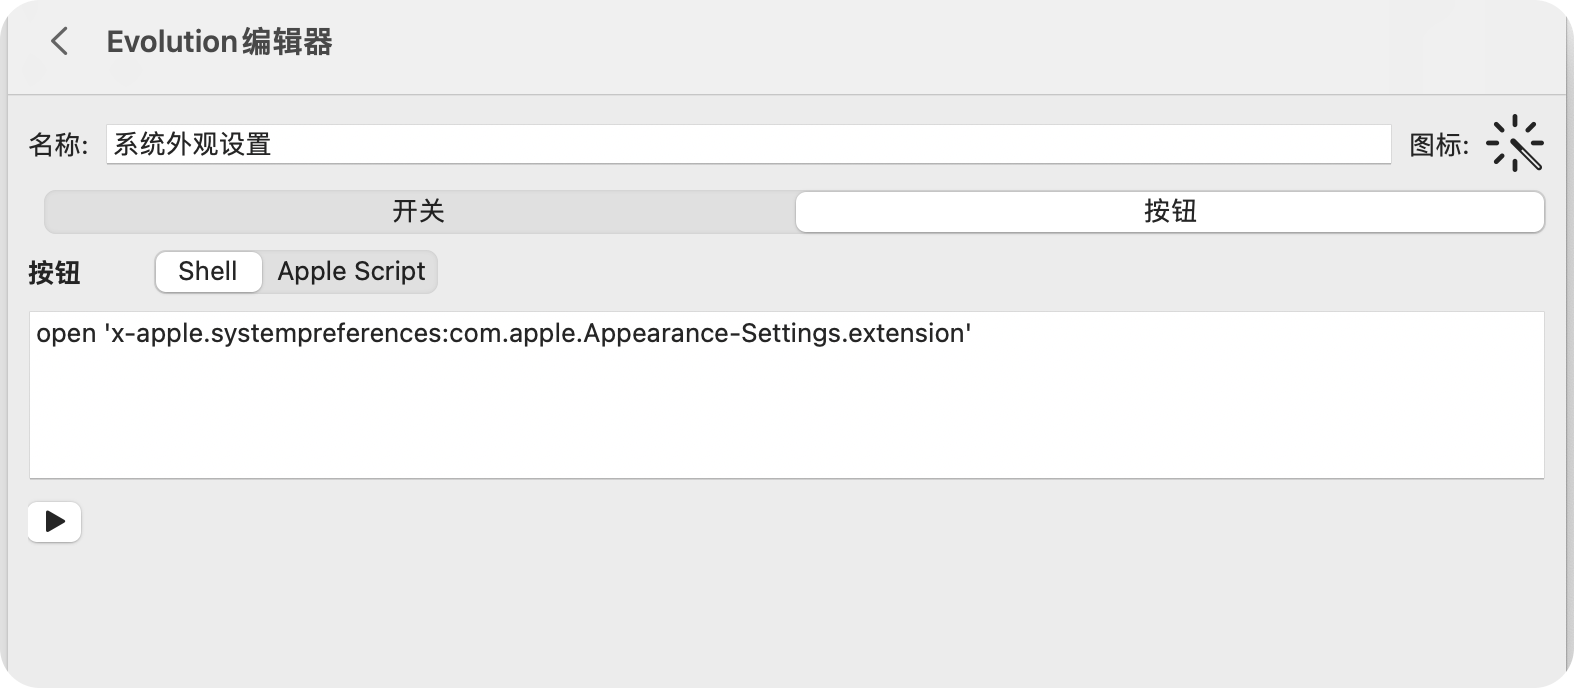 Evolution编辑器
名称: 系统外观设置 图标:
开关 按钮
按钮 Shell Apple Script
open 'x-apple.systempreferences:com.apple.Appearance-Settings.extension'